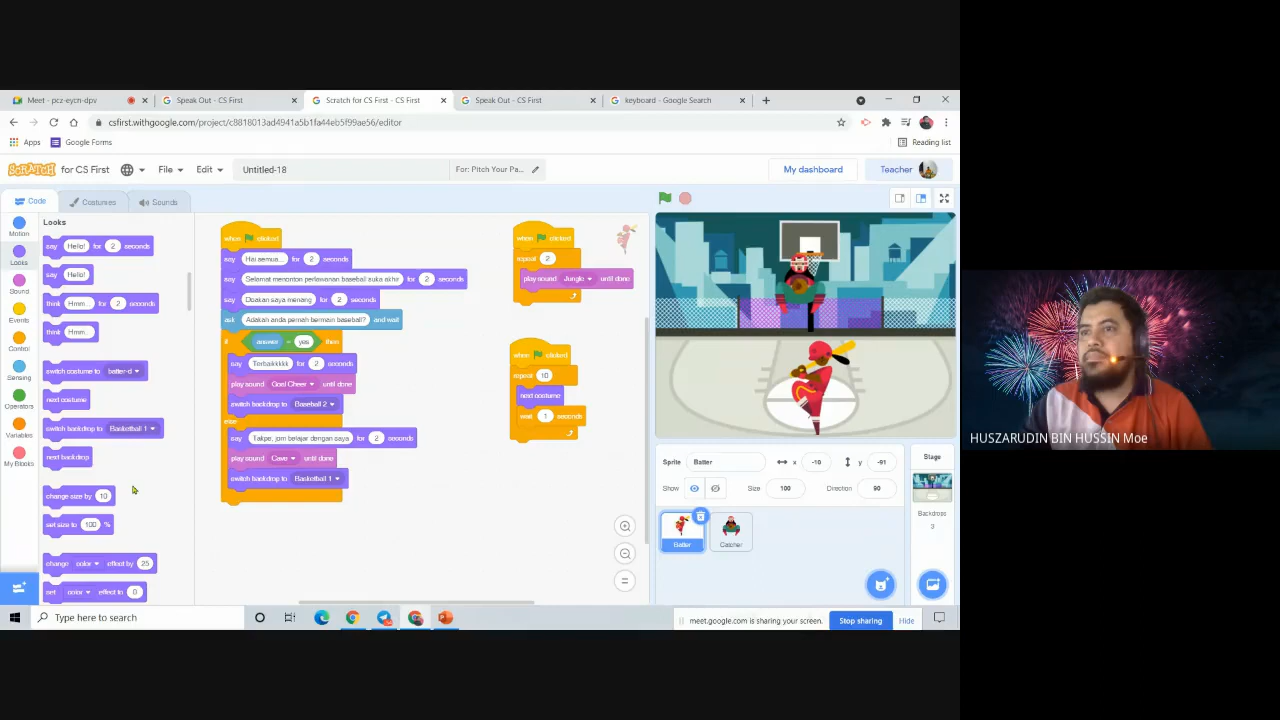 Meet - pcz-eycn-dpv
Speak Out - CS First
Scratch for CS First - CS First
Speak Out - CS First
keyboard - Google Search
csfirst.withgoogle.com/project/c8818013ad4941a5b1fa44eb5f99ae56/editor
Apps
Google Forms
Reading list
SCRATCH for CS First
File
Edit
Untitled-18
For: Pitch Your Pa...
My dashboard
Teacher
Code
Costumes
Sounds
Motion
Looks
Sound
Events
Control
Sensing
Operators
Variables
My Blocks
Looks
say Hello! for 2 seconds
say Hello!
think Hmm... for 2 seconds
think Hmm...
switch costume to batter-d
next costume
switch backdrop to Basketball 1
next backdrop
change size by 10
set size to 100 %
change color effect by 25
set color effect to 0
when clicked
say Hai semua... for 2 seconds
say Selamat menonton perlawanan baseball suka akhir for 2 seconds
say Doakan saya menang for 2 seconds
ask Adakah anda pernah bermain baseball? and wait
if answer = yes then
say Terbaikkkkk for 2 seconds
play sound Goal Cheer until done
switch backdrop to Baseball 2
else
say Takpe, jom belajar dengan saya for 2 seconds
play sound Cave until done
switch backdrop to Basketball 1
when clicked
repeat 2
play sound Jungle until done
when clicked
repeat 10
next costume
wait 1 seconds
Sprite Batter x -10 y -91
Show Size 100 Direction 90
Batter
Catcher
Stage
Backdrops
3
Type here to search
meet.google.com is sharing your screen.
Stop sharing
Hide
HUSZARUDIN BIN HUSSIN Moe